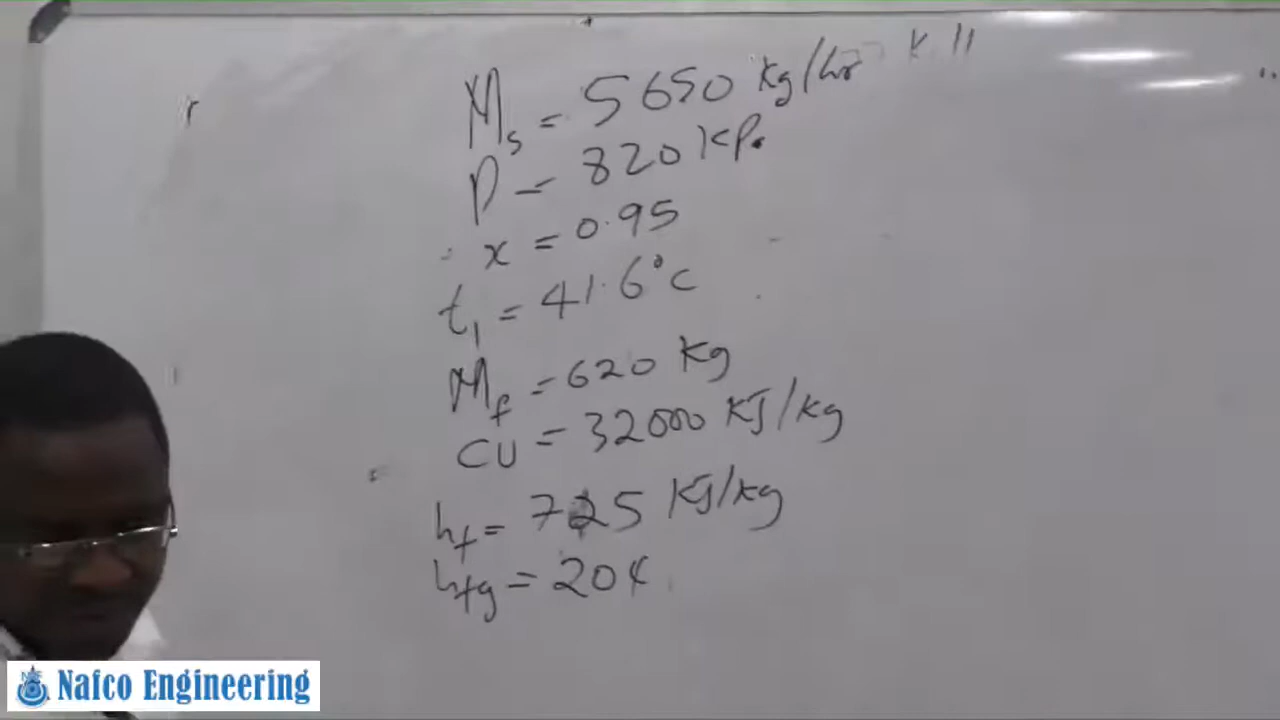 Ms = 5650 kg/hr
P = 820 KPa
x = 0.95
t1 = 41.6°C
Mf = 620 Kg
CU = 32000 KJ/kg
hf = 725 KJ/kg
hfg = 204
Nafco Engineering